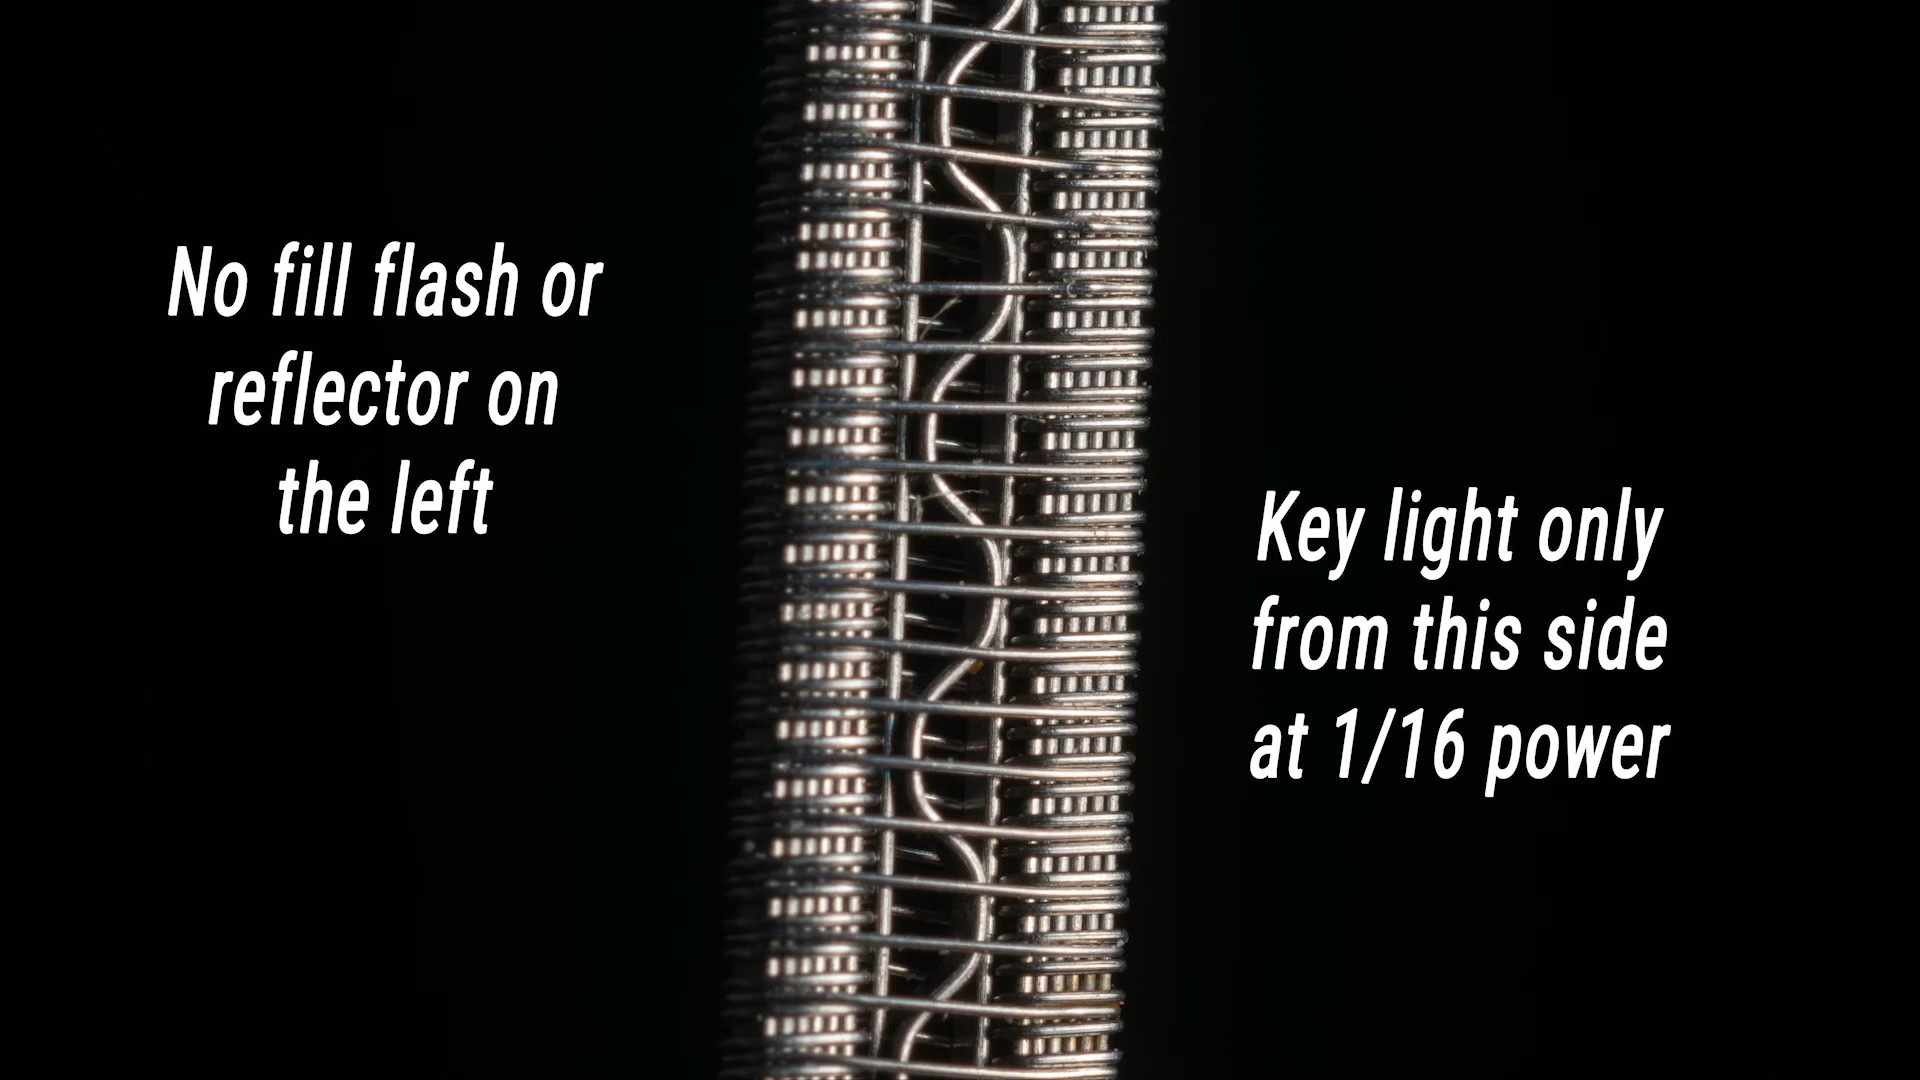 No fill flash or
reflector on
the left
Key light only
from this side
at 1/16 power